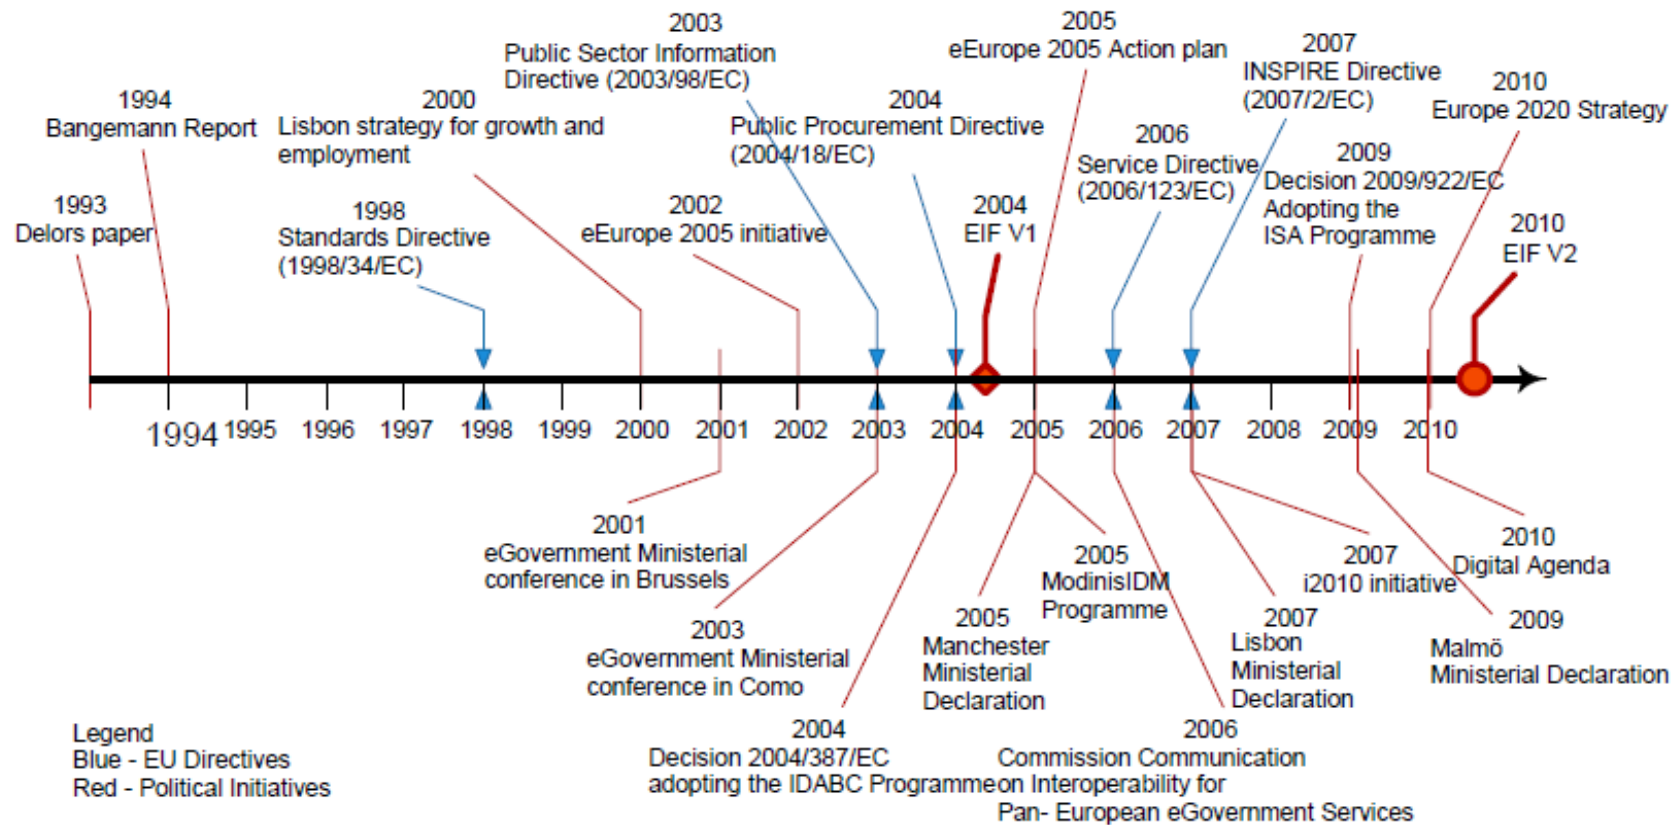 1993
Delors paper
1994
Bangemann Report
1998
Standards Directive
(1998/34/EC)
2000
Lisbon strategy for growth and
employment
2002
eEurope 2005 initiative
2003
Public Sector Information
Directive (2003/98/EC)
2004
Public Procurement Directive
(2004/18/EC)
2004
EIF V1
2005
eEurope 2005 Action plan
2006
Service Directive
(2006/123/EC)
2007
INSPIRE Directive
(2007/2/EC)
2009
Decision 2009/922/EC
Adopting the
ISA Programme
2010
Europe 2020 Strategy
2010
EIF V2
1994 1995 1996 1997 1998 1999 2000 2001 2002 2003 2004 2005 2006 2007 2008 2009 2010
2001
eGovernment Ministerial
conference in Brussels
2003
eGovernment Ministerial
conference in Como
2004
Decision 2004/387/EC
adopting the IDABC Programme
2005
Manchester
Ministerial
Declaration
2005
ModinisIDM
Programme
2006
Commission Communication
on Interoperability for
Pan- European eGovernment Services
2007
Lisbon
Ministerial
Declaration
2007
i2010 initiative
2010
Digital Agenda
2009
Malmö
Ministerial Declaration
Legend
Blue - EU Directives
Red - Political Initiatives